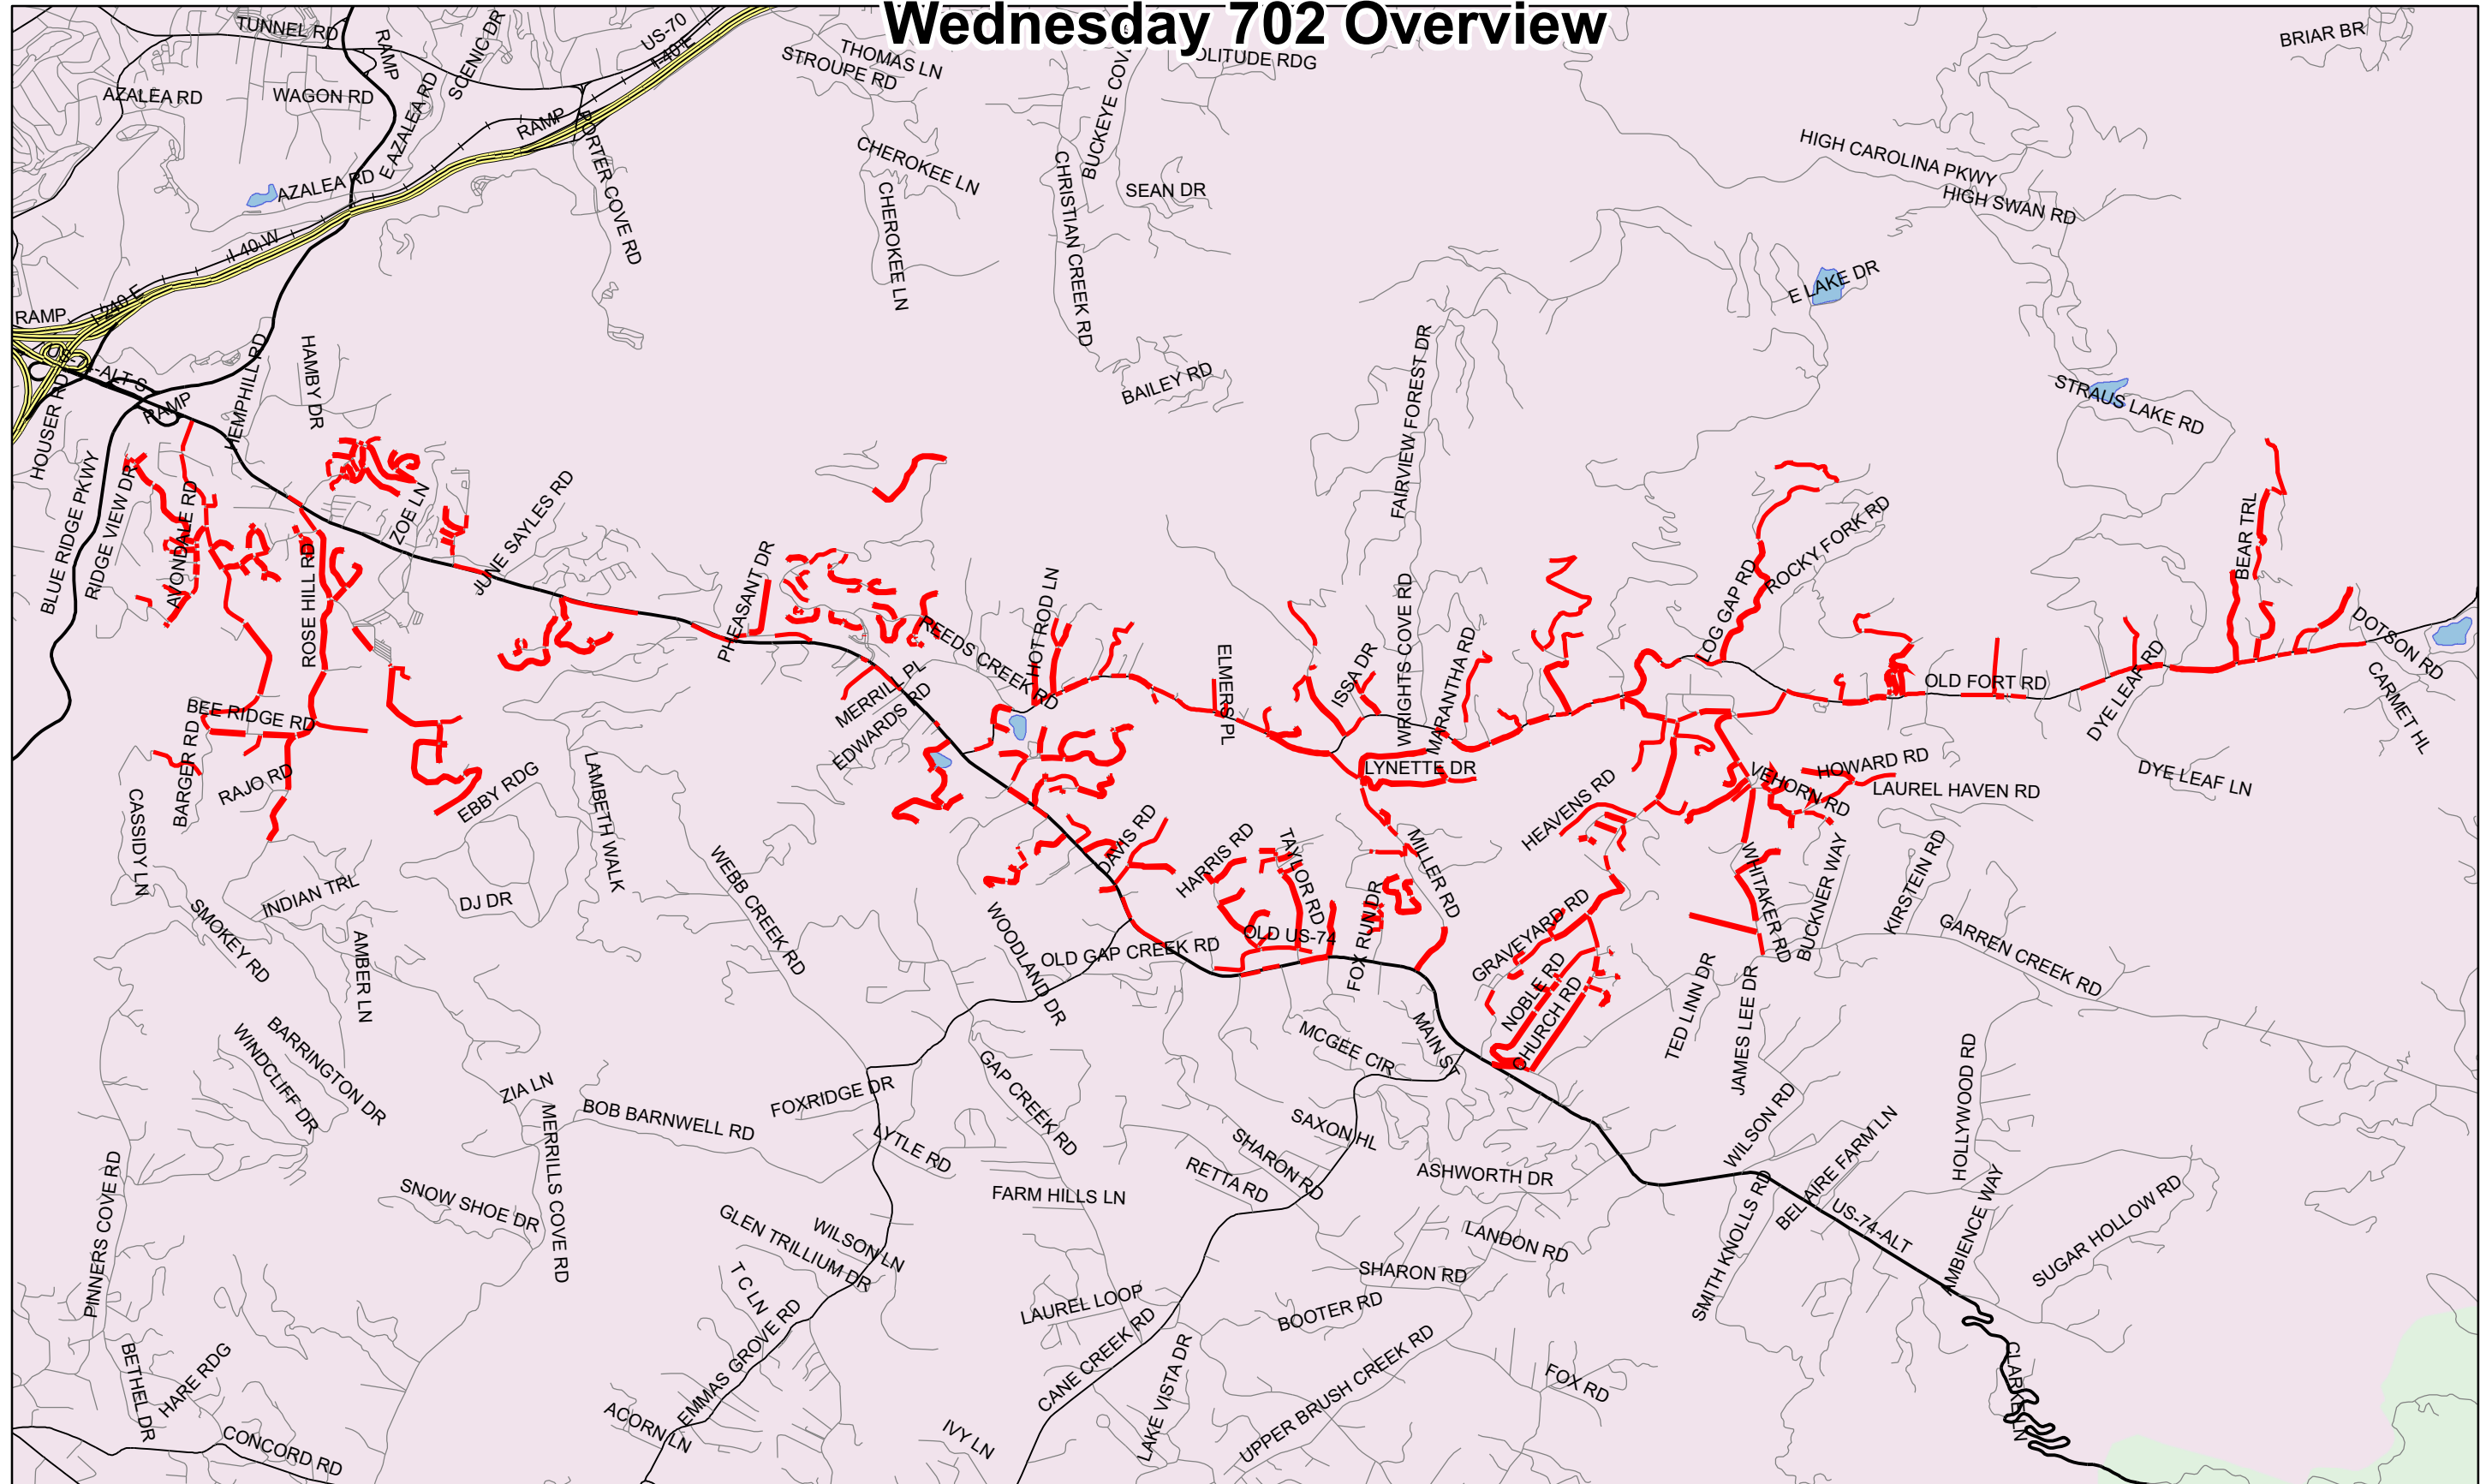 Wednesday 702 Overview
TUNNEL RD
RAMP
SCENIC DR
US-70
I-40 E
THOMAS LN
STROUPE RD
BUCKEYE COVE
OLITUDE RDG
BRIAR BR
AZALEA RD
WAGON RD
E AZALEA RD
RAMP
PORTER COVE RD
CHEROKEE LN
CHRISTIAN CREEK RD
SEAN DR
HIGH CAROLINA PKWY
HIGH SWAN RD
AZALEA RD
I 40 W
CHEROKEE LN
E LAKE DR
RAMP
I-240 E
HEMPHILL RD
HAMBY DR
-ALT S
RAMP
HOUSER RD
BAILEY RD
FAIRVIEW FOREST DR
STRAUS LAKE RD
BLUE RIDGE PKWY
RIDGE VIEW DR
AVONDALE RD
ZOE LN
JUNE SAYLES RD
ROSE HILL RD
PHEASANT DR
REEDS CREEK RD
HOT ROD LN
ELMERS PL
ISSA DR
WRIGHTS COVE RD
MARANTHA RD
LOG GAP RD
ROCKY FORK RD
BEAR TRL
DOTSON RD
OLD FORT RD
DYE LEAF RD
CARMET HL
MERRILL PL
EDWARDS RD
BEE RIDGE RD
BARGER RD
RAJO RD
EBBY RDG
LAMBETH WALK
LYNETTE DR
HEAVENS RD
VEHORN RD
HOWARD RD
LAUREL HAVEN RD
DYE LEAF LN
CASSIDY LN
WEBB CREEK RD
DAVIS RD
HARRIS RD
TAYLOR RD
MILLER RD
FOX RUN DR
WHITAKER RD
BUCKNER WAY
KIRSTEIN RD
GARREN CREEK RD
INDIAN TRL
DJ DR
SMOKEY RD
AMBER LN
WOODLAND DR
OLD GAP CREEK RD
OLD US-74
GRAVEYARD RD
NOBLE RD
CHURCH RD
TED LINN DR
JAMES LEE DR
BARRINGTON DR
WINDCLIFF DR
ZIA LN
BOB BARNWELL RD
FOXRIDGE DR
GAP CREEK RD
MCGEE CIR
MAIN ST
HOLLYWOOD RD
WILSON RD
LYTLE RD
SAXON HL
SHARON RD
RETTA RD
ASHWORTH DR
BEL AIRE FARM LN
PINNERS COVE RD
SNOW SHOE DR
MERRILLS COVE RD
FARM HILLS LN
GLEN TRILLIUM DR
WILSON LN
LANDON RD
SMITH KNOLLS RD
US-74-ALT
AMBIENCE WAY
SUGAR HOLLOW RD
T C LN
SHARON RD
LAUREL LOOP
BOOTER RD
BETHEL DR
HARE RDG
EMMAS GROVE RD
CANE CREEK RD
LAKE VISTA DR
UPPER BRUSH CREEK RD
FOX RD
CLARKE LN
ACORN LN
IVY LN
CONCORD RD